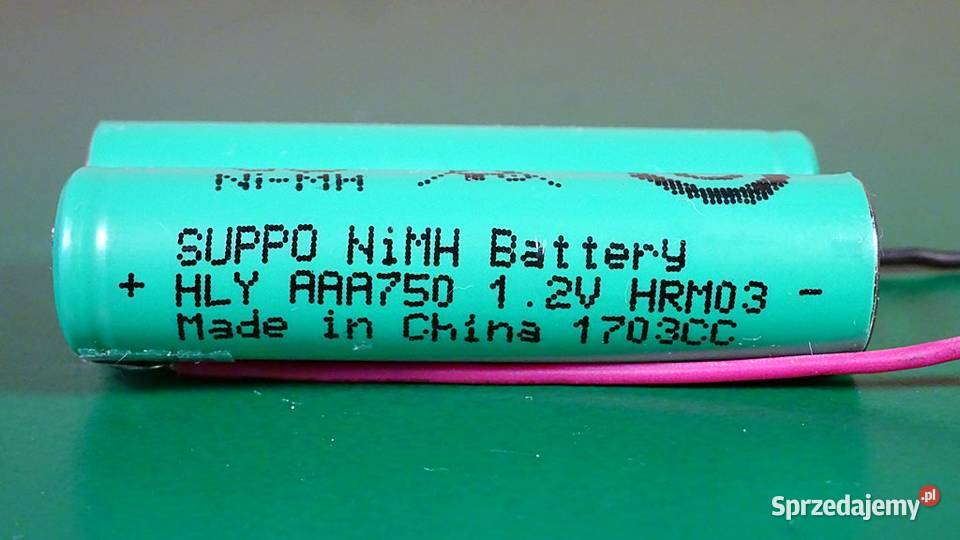 Ni-MH
SUPPO NiMH Battery
+ HLY AAA750 1.2V HRM03 -
Made in China 1703CC
Sprzedajemy.pl